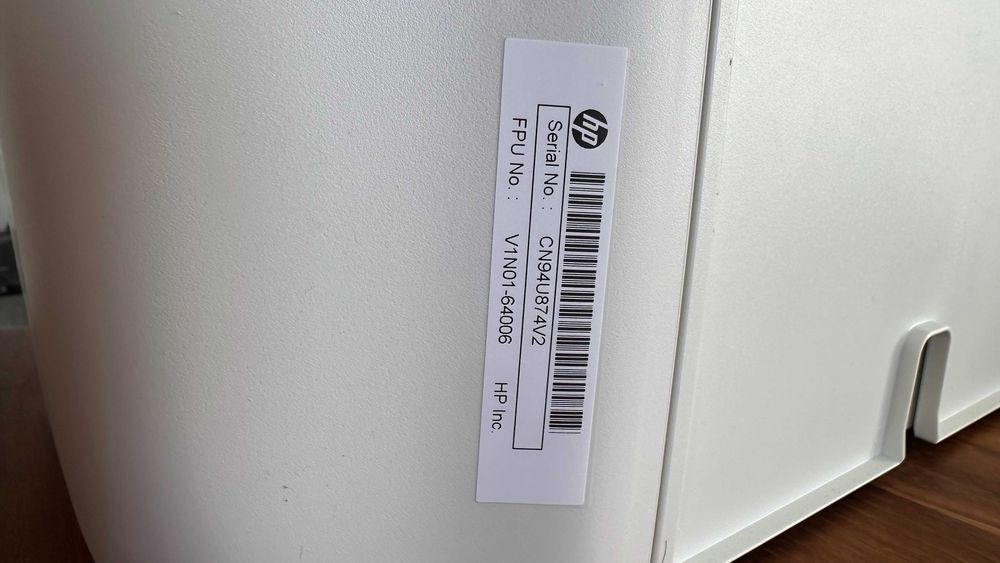 hp
Serial No. : CN94U874V2
FPU No. : V1N01-64006 HP Inc.